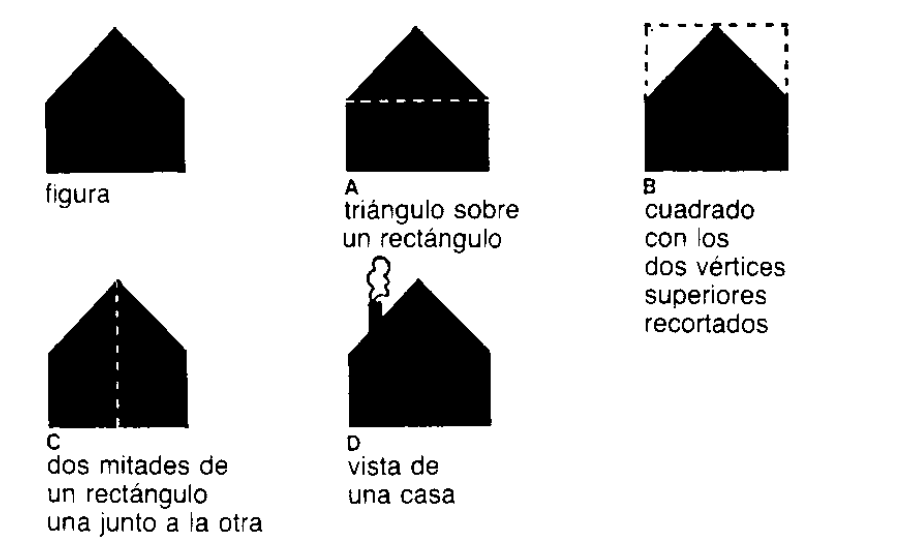 figura
A
triángulo sobre
un rectángulo
B
cuadrado
con los
dos vértices
superiores
recortados
C
dos mitades de
un rectángulo
una junto a la otra
D
vista de
una casa